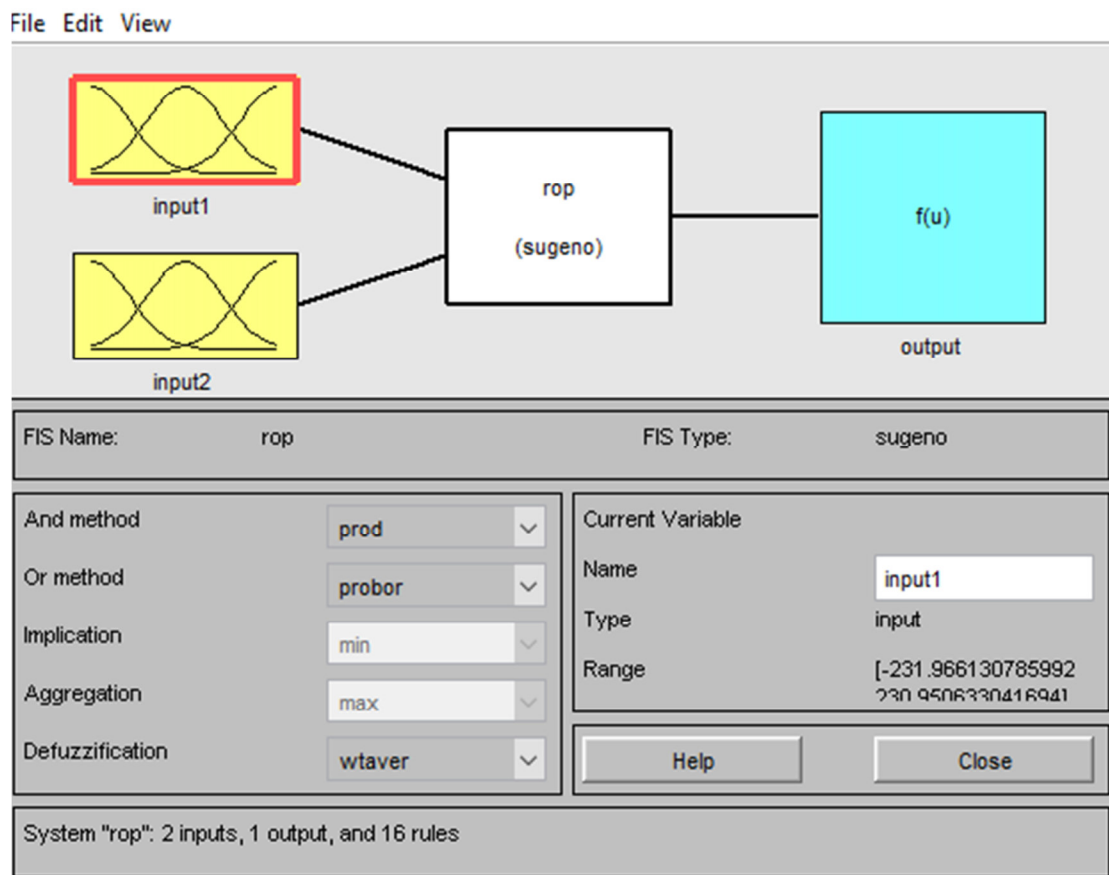 File Edit View
input1
input2
rop
(sugeno)
f(u)
output
FIS Name: rop FIS Type: sugeno
And method prod
Or method probor
Implication min
Aggregation max
Defuzzification wtaver
Current Variable
Name input1
Type input
Range [-231.966130785992
230.950633041694]
Help Close
System "rop": 2 inputs, 1 output, and 16 rules